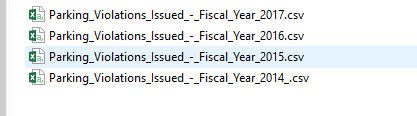 Parking_Violations_Issued_-_Fiscal_Year_2017.csv
Parking_Violations_Issued_-_Fiscal_Year_2016.csv
Parking_Violations_Issued_-_Fiscal_Year_2015.csv
Parking_Violations_Issued_-_Fiscal_Year_2014_.csv